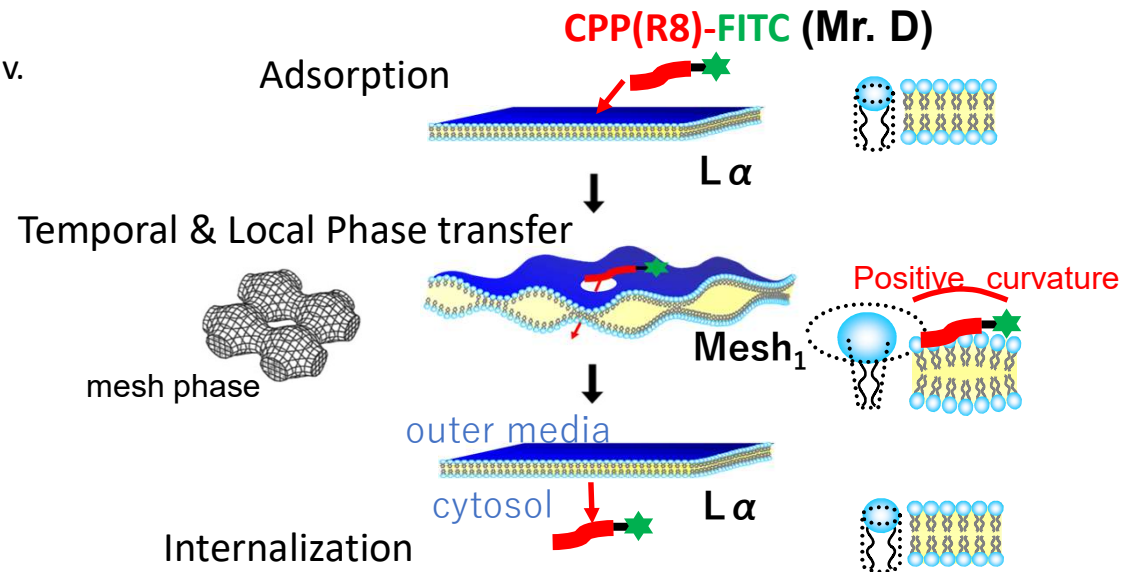 CPP(R8)-FITC (Mr. D)
v.
Adsorption
Lα
Temporal & Local Phase transfer
Positive curvature
Mesh₁
mesh phase
outer media
cytosol
Lα
Internalization